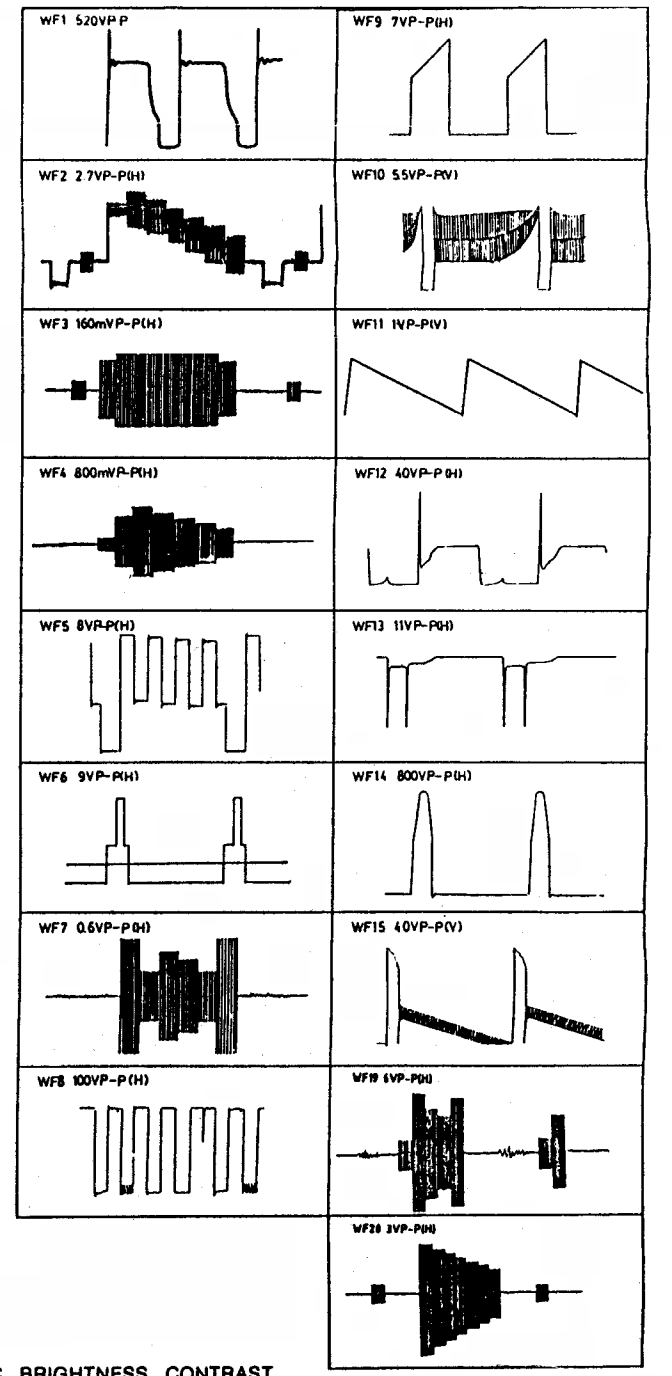 WF1 520VP P
WF2 2.7VP-P(H)
WF3 160mVP-P(H)
WF4 800mVP-P(H)
WF5 8VP-P(H)
WF6 9VP-P(H)
WF7 0.6VP-P(H)
WF8 100VP-P(H)
WF9 7VP-P(H)
WF10 5.5VP-P(V)
WF11 1VP-P(V)
WF12 40VP-P(H)
WF13 11VP-P(H)
WF14 800VP-P(H)
WF15 40VP-P(V)
WF19 6VP-P(H)
WF20 3VP-P(H)
BRIGHTNESS, CONTRAST